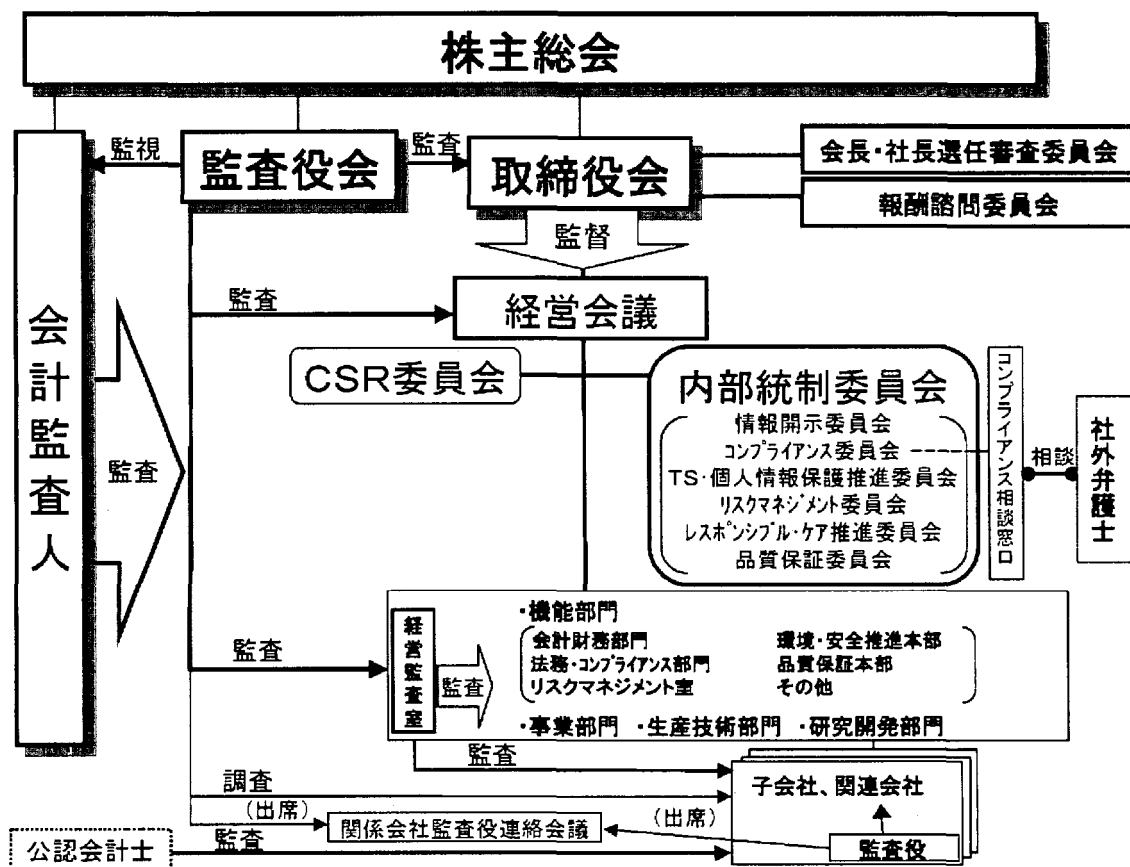 株主総会
監視
監査役会
監査
取締役会
会長・社長選任審査委員会
報酬諮問委員会
監督
会計監査人
監査
監査
経営会議
CSR委員会
内部統制委員会
情報開示委員会
コンプライアンス委員会
TS・個人情報保護推進委員会
リスクマネジメント委員会
レスポンシブル・ケア推進委員会
品質保証委員会
コンプライアンス相談窓口
相談
社外弁護士
監査
経営監査室
監査
・機能部門
会計財務部門 環境・安全推進本部
法務・コンプライアンス部門 品質保証本部
リスクマネジメント室 その他
・事業部門 ・生産技術部門 ・研究開発部門
監査
調査
子会社、関連会社
(出席)
関係会社監査役連絡会議
(出席)
監査役
公認会計士
監査